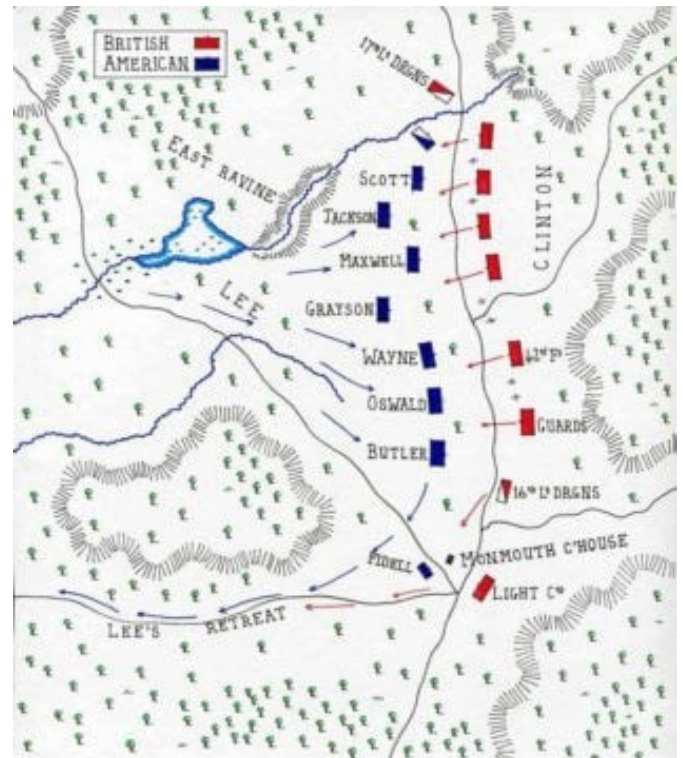 BRITISH
AMERICAN
17TH LT DRGNS
EAST RAVINE
SCOTT
JACKSON
CLINTON
MAXWELL
LEE
GRAYSON
WAYNE
42ND FT
OSWALD
GUARDS
BUTLER
16TH LT DRGNS
MONMOUTH C'HOUSE
FIDELL
LIGHT COS
LEE'S RETREAT